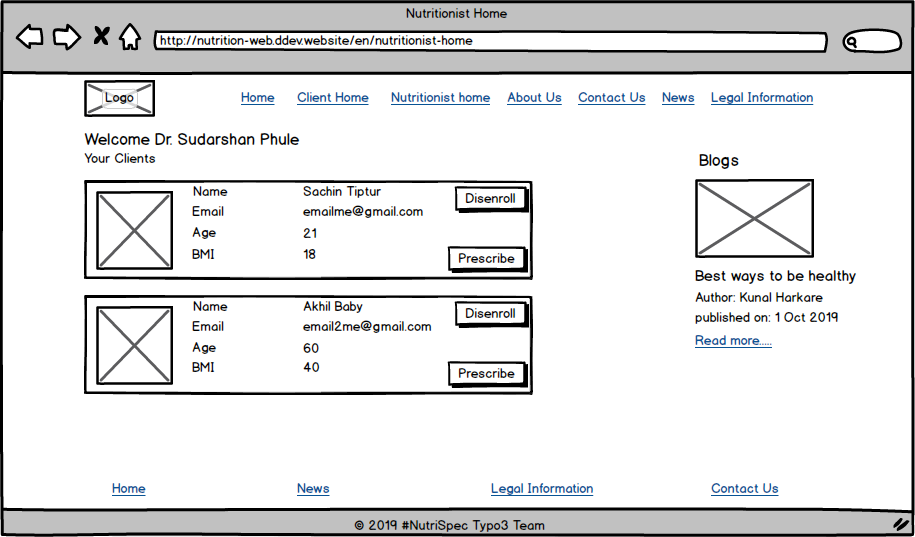 Nutritionist Home
http://nutrition-web.ddev.website/en/nutritionist-home
Logo Home Client Home Nutritionist home About Us Contact Us News Legal Information
Welcome Dr. Sudarshan Phule
Your Clients
Name Sachin Tiptur Disenroll
Email emailme@gmail.com
Age 21
BMI 18 Prescribe
Name Akhil Baby Disenroll
Email email2me@gmail.com
Age 60
BMI 40 Prescribe
Blogs
Best ways to be healthy
Author: Kunal Harkare
published on: 1 Oct 2019
Read more.....
Home News Legal Information Contact Us
© 2019 #NutriSpec Typo3 Team